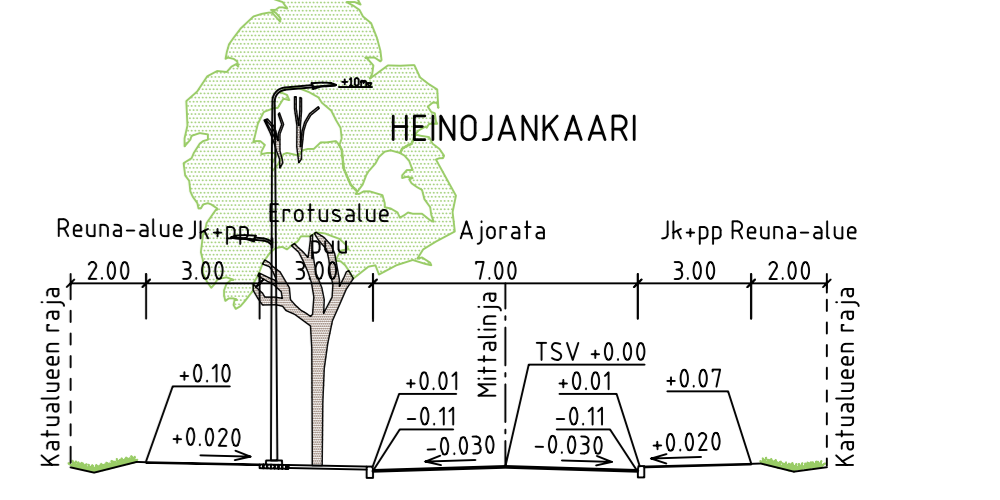 +10m
HEINOJANKAARI
Reuna-alue
Jk+pp
Erotusalue
puu
Ajorata
Jk+pp
Reuna-alue
2.00
3.00
3.00
7.00
3.00
2.00
Katualueen raja
Mittalinja
Katualueen raja
TSV +0.00
+0.10
+0.01
+0.01
+0.07
-0.11
-0.11
+0.020
-0.030
-0.030
+0.020